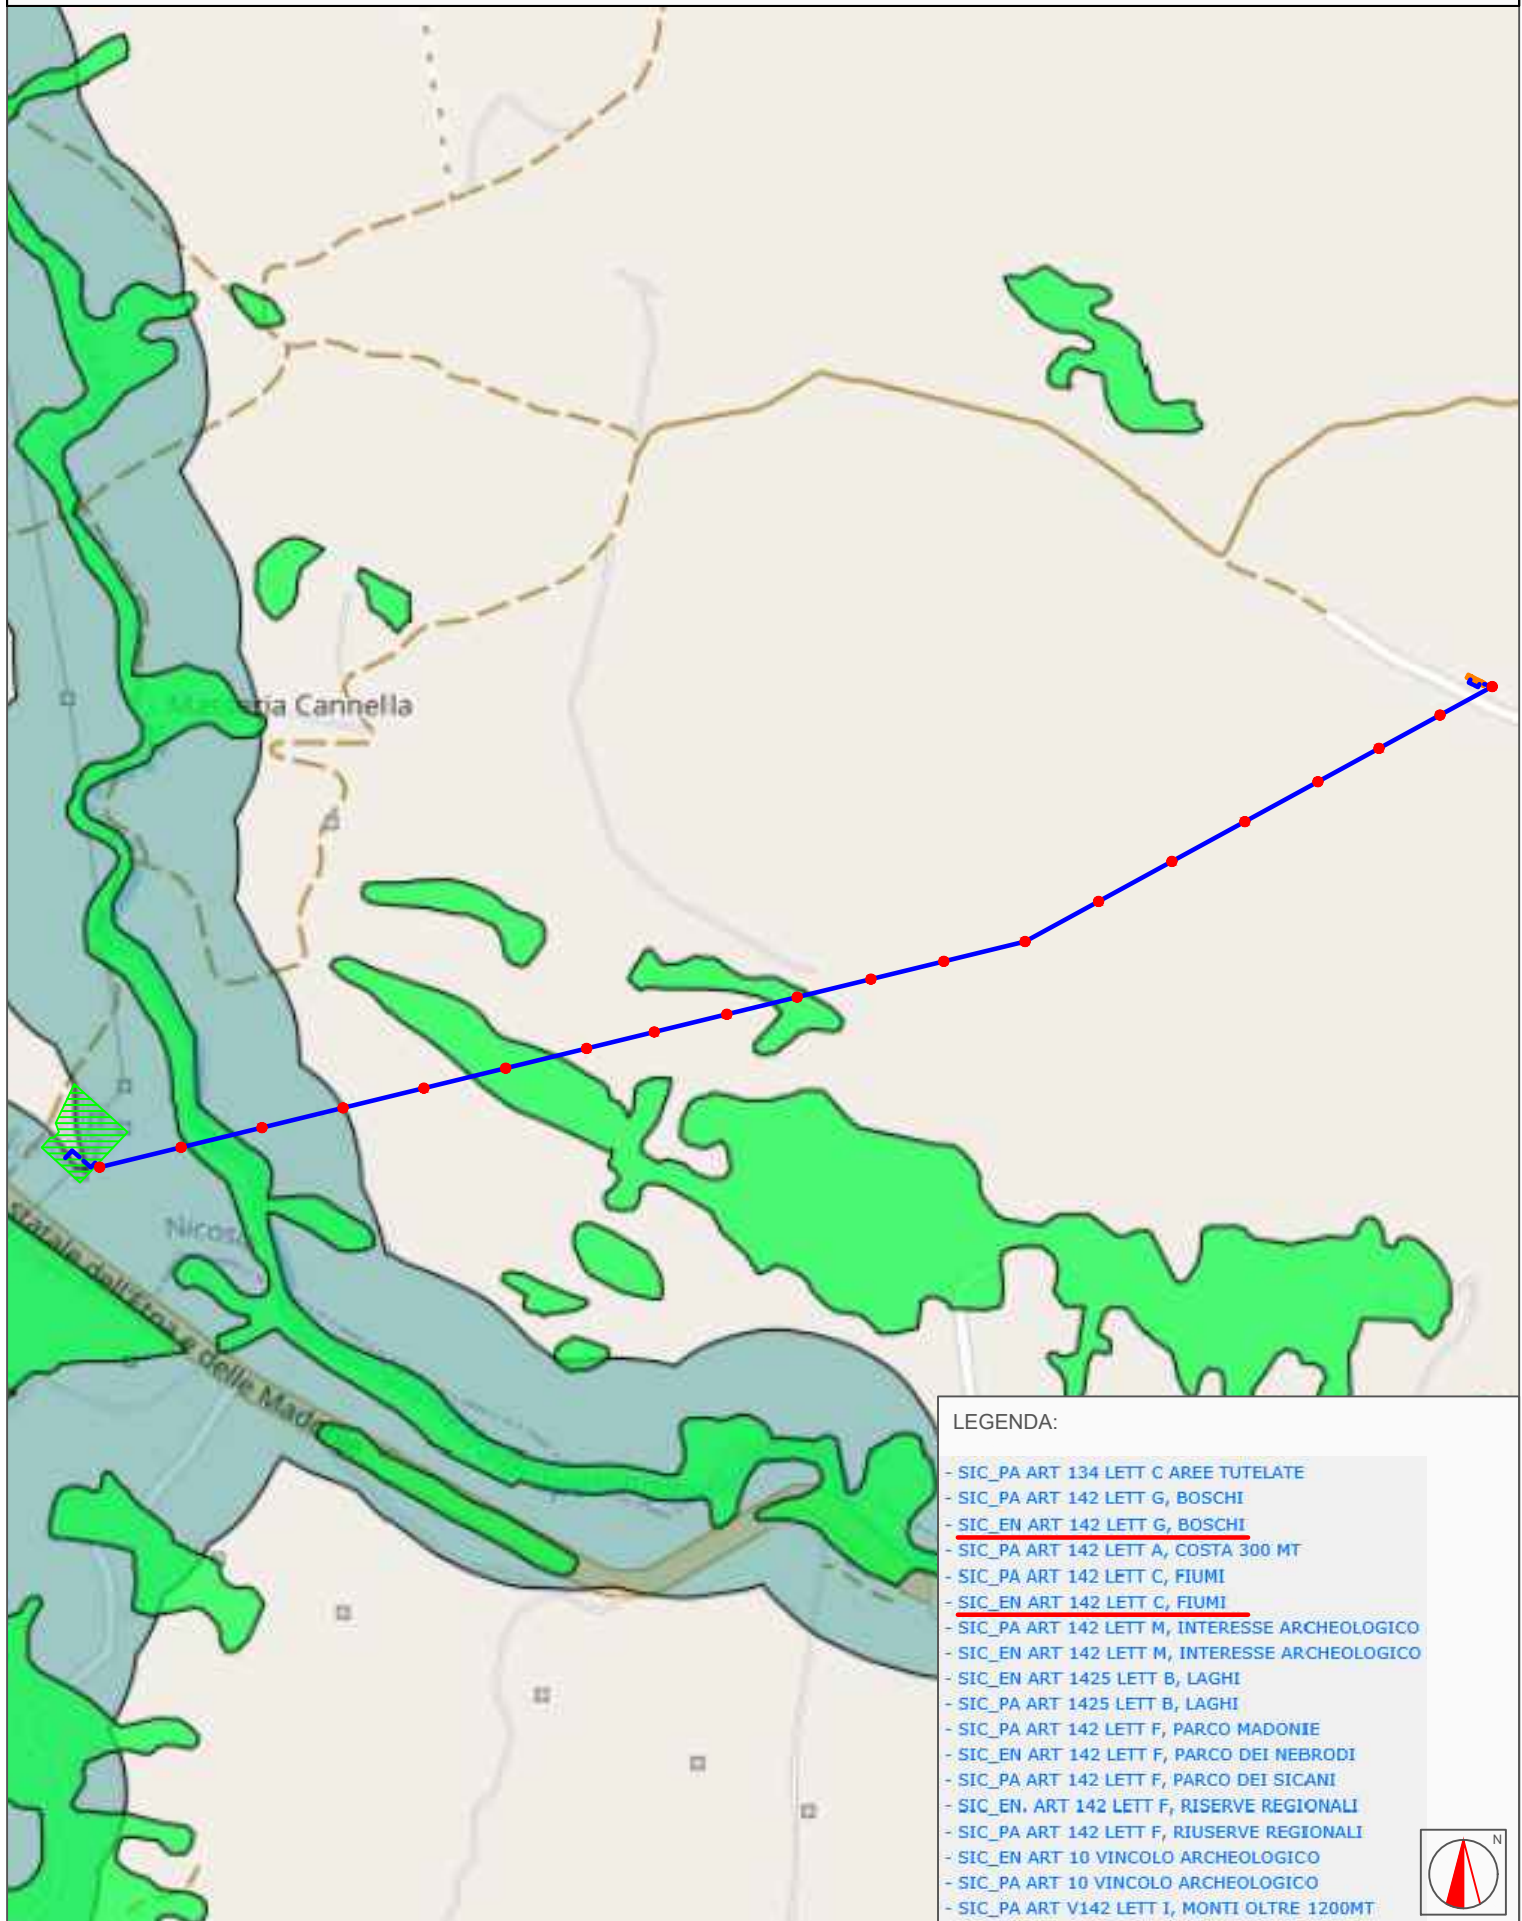 Masseria Cannella
Nicos
statale dell'Etna e delle Mado
LEGENDA:
- SIC_PA ART 134 LETT C AREE TUTELATE
- SIC_PA ART 142 LETT G, BOSCHI
- SIC_EN ART 142 LETT G, BOSCHI
- SIC_PA ART 142 LETT A, COSTA 300 MT
- SIC_PA ART 142 LETT C, FIUMI
- SIC_EN ART 142 LETT C, FIUMI
- SIC_PA ART 142 LETT M, INTERESSE ARCHEOLOGICO
- SIC_EN ART 142 LETT M, INTERESSE ARCHEOLOGICO
- SIC_EN ART 1425 LETT B, LAGHI
- SIC_PA ART 1425 LETT B, LAGHI
- SIC_PA ART 142 LETT F, PARCO MADONIE
- SIC_EN ART 142 LETT F, PARCO DEI NEBRODI
- SIC_PA ART 142 LETT F, PARCO DEI SICANI
- SIC_EN. ART 142 LETT F, RISERVE REGIONALI
- SIC_PA ART 142 LETT F, RIUSERVE REGIONALI
- SIC_EN ART 10 VINCOLO ARCHEOLOGICO
- SIC_PA ART 10 VINCOLO ARCHEOLOGICO
- SIC_PA ART V142 LETT I, MONTI OLTRE 1200MT
N